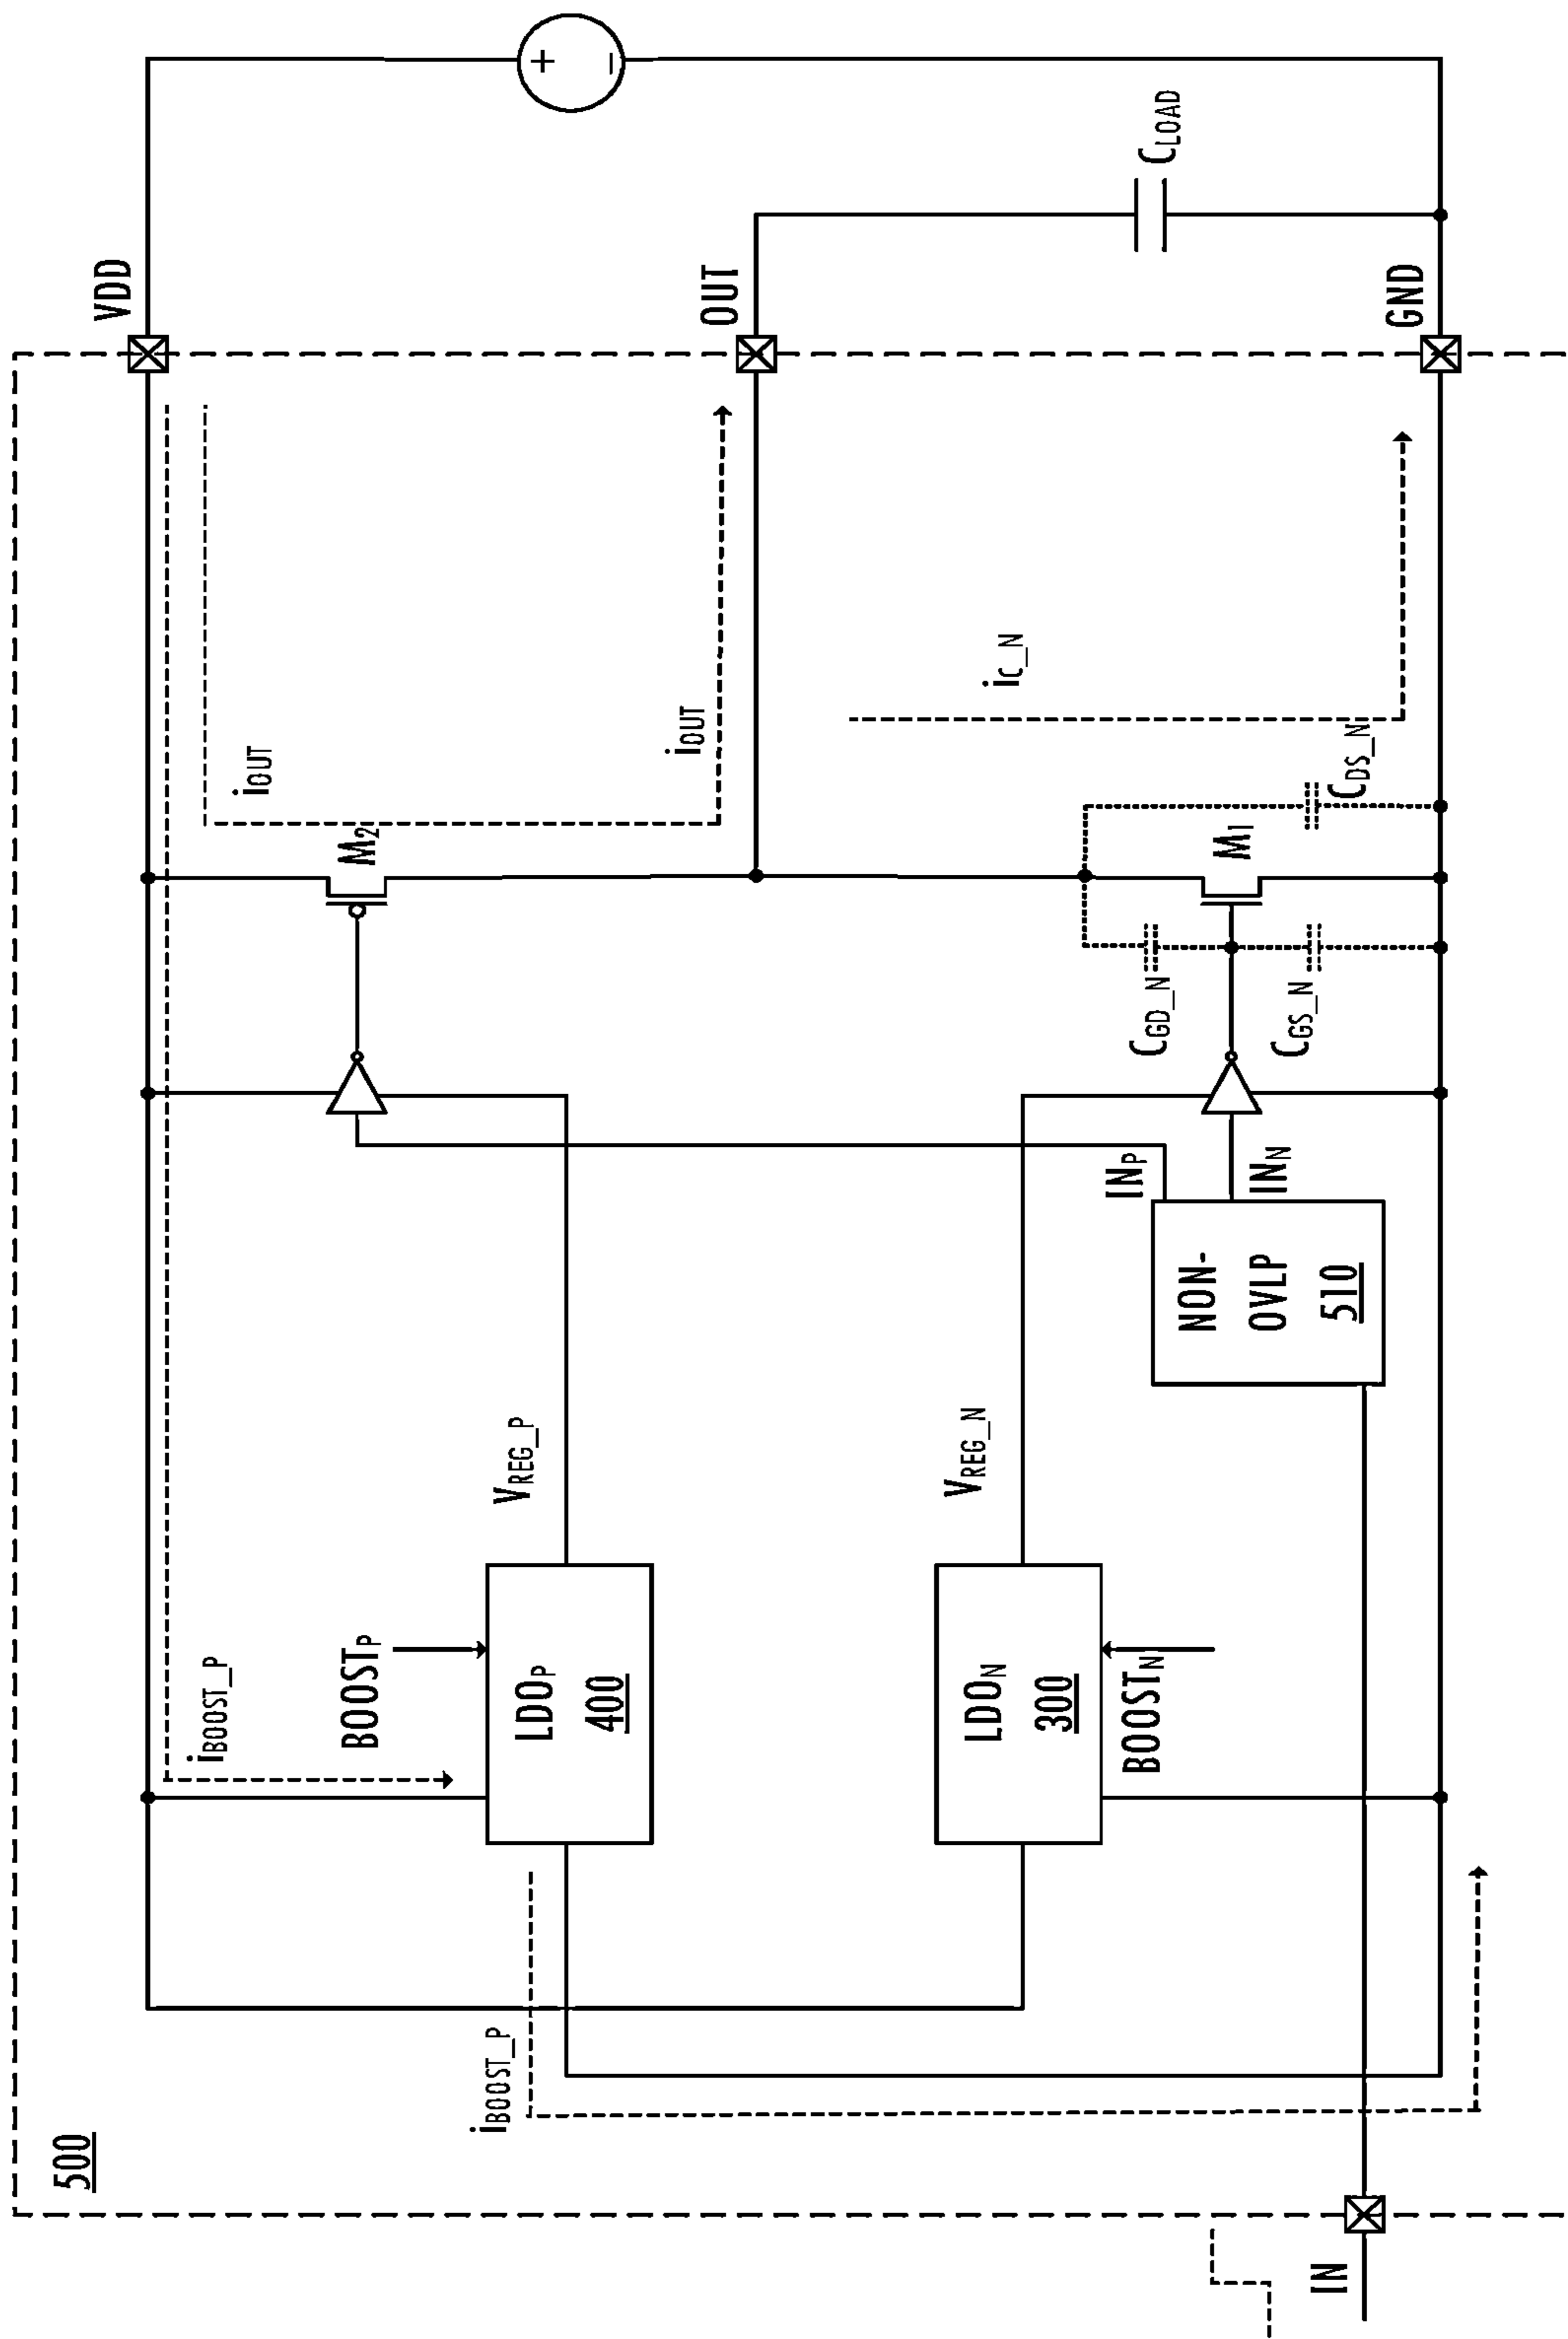 500
VDD
iBOOST_P
iOUT
BOOSTP
M2
iOUT
VREG_P
LDOP
400
OUT
iBOOST_P
+
–
LDON
300
VREG_N
iC_N
BOOSTN
INP
CGD_N
CLOAD
NON-
OVLP
510
INN
M1
CGS_N
CDS_N
IN
GND